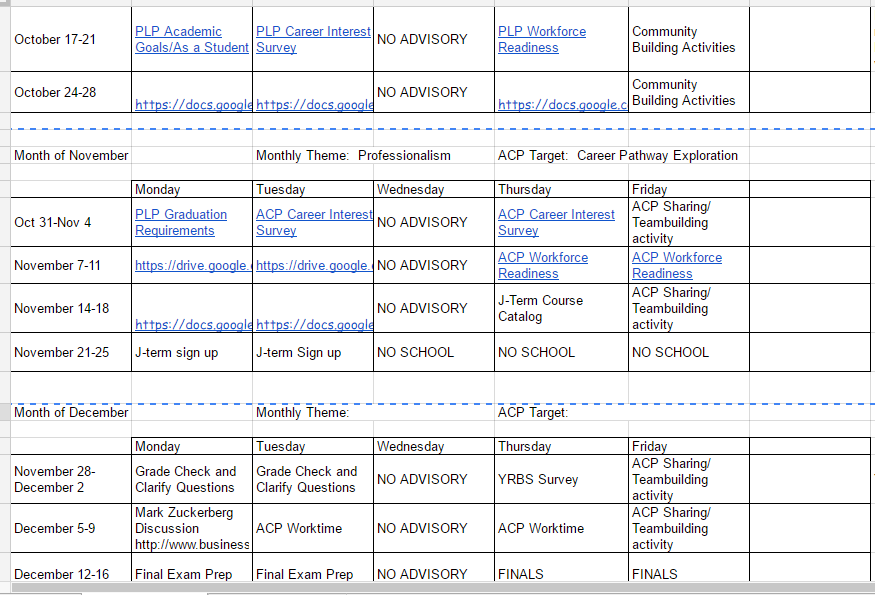 October 17-21
PLP Academic
Goals/As a Student
PLP Career Interest
Survey
NO ADVISORY
PLP Workforce
Readiness
Community
Building Activities
October 24-28
https://docs.google
https://docs.google
NO ADVISORY
https://docs.google.c
Community
Building Activities
Month of November
Monthly Theme:  Professionalism
ACP Target:  Career Pathway Exploration
Monday
Tuesday
Wednesday
Thursday
Friday
Oct 31-Nov 4
PLP Graduation
Requirements
ACP Career Interest
Survey
NO ADVISORY
ACP Career Interest
Survey
ACP Sharing/
Teambuilding
activity
November 7-11
https://drive.google.
https://drive.google.
NO ADVISORY
ACP Workforce
Readiness
ACP Workforce
Readiness
November 14-18
https://docs.google
https://docs.google
NO ADVISORY
J-Term Course
Catalog
ACP Sharing/
Teambuilding
activity
November 21-25
J-term sign up
J-term Sign up
NO SCHOOL
NO SCHOOL
NO SCHOOL
Month of December
Monthly Theme:
ACP Target:
Monday
Tuesday
Wednesday
Thursday
Friday
November 28-
December 2
Grade Check and
Clarify Questions
Grade Check and
Clarify Questions
NO ADVISORY
YRBS Survey
ACP Sharing/
Teambuilding
activity
December 5-9
Mark Zuckerberg
Discussion
http://www.business
ACP Worktime
NO ADVISORY
ACP Worktime
ACP Sharing/
Teambuilding
activity
December 12-16
Final Exam Prep
Final Exam Prep
NO ADVISORY
FINALS
FINALS